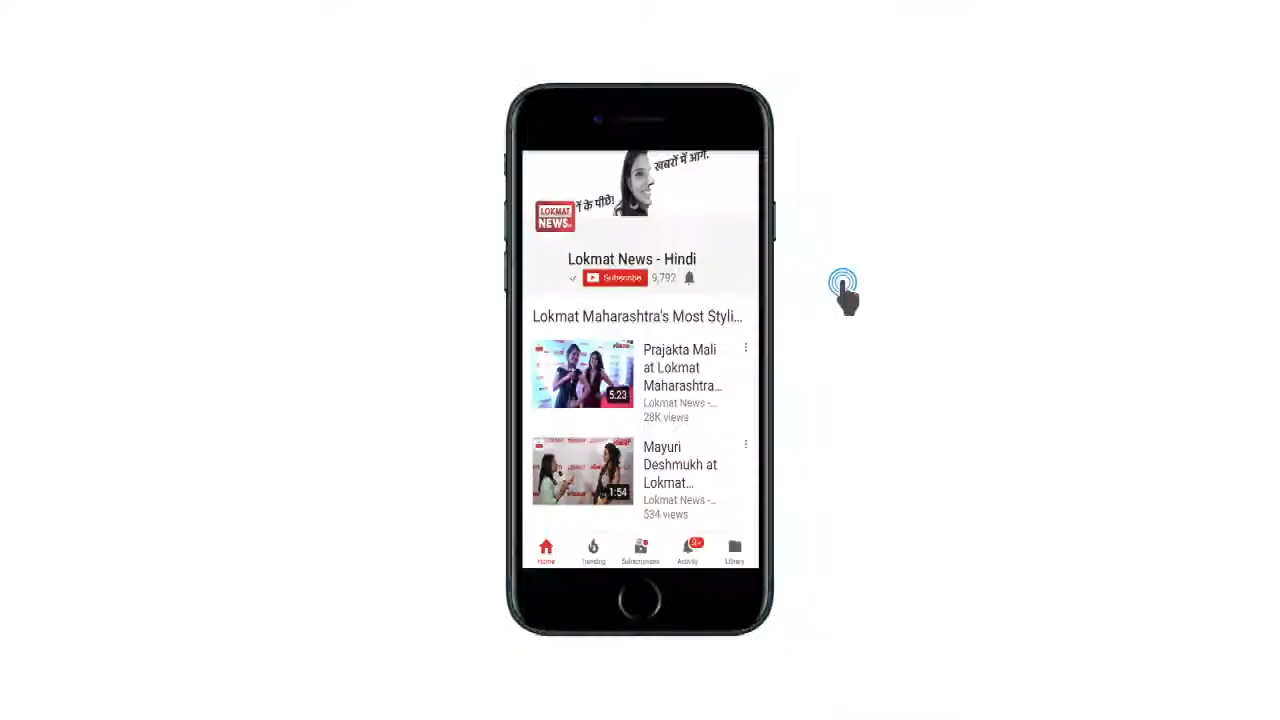 खबरों में आगे,
के पीछे!
LOKMAT
NEWS
Lokmat News - Hindi
Subscribe 9,792
Lokmat Maharashtra's Most Styli...
Prajakta Mali
at Lokmat
Maharashtra...
Lokmat News -...
28K views
5:23
Mayuri
Deshmukh at
Lokmat...
Lokmat News -...
534 views
1:54
9+
Home Trending Subscriptions Activity Library